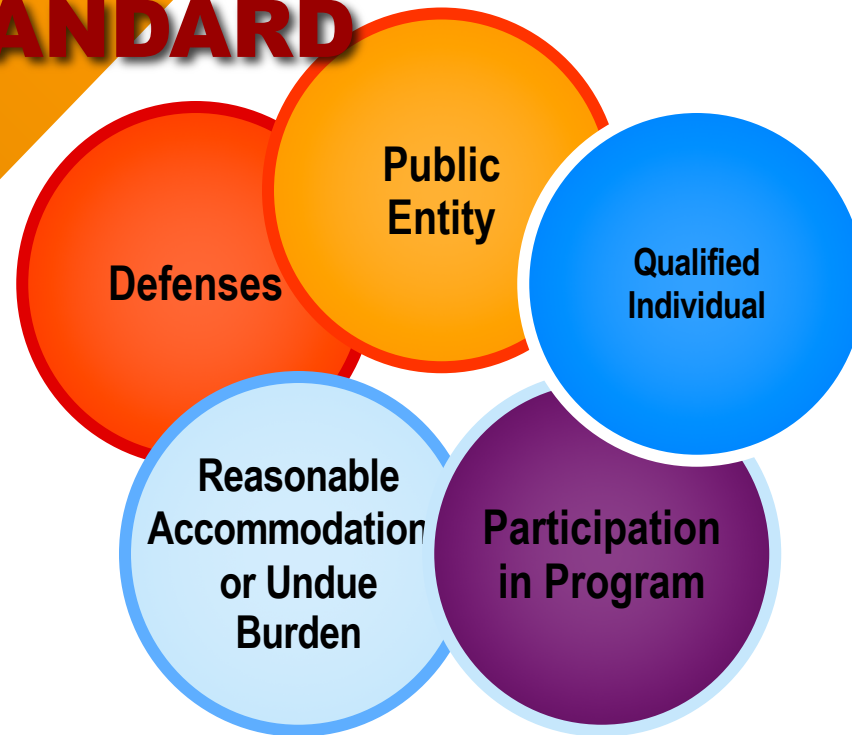 ANDARD
Public
Entity
Qualified
Individual
Defenses
Reasonable
Accommodation
or Undue
Burden
Participation
in Program